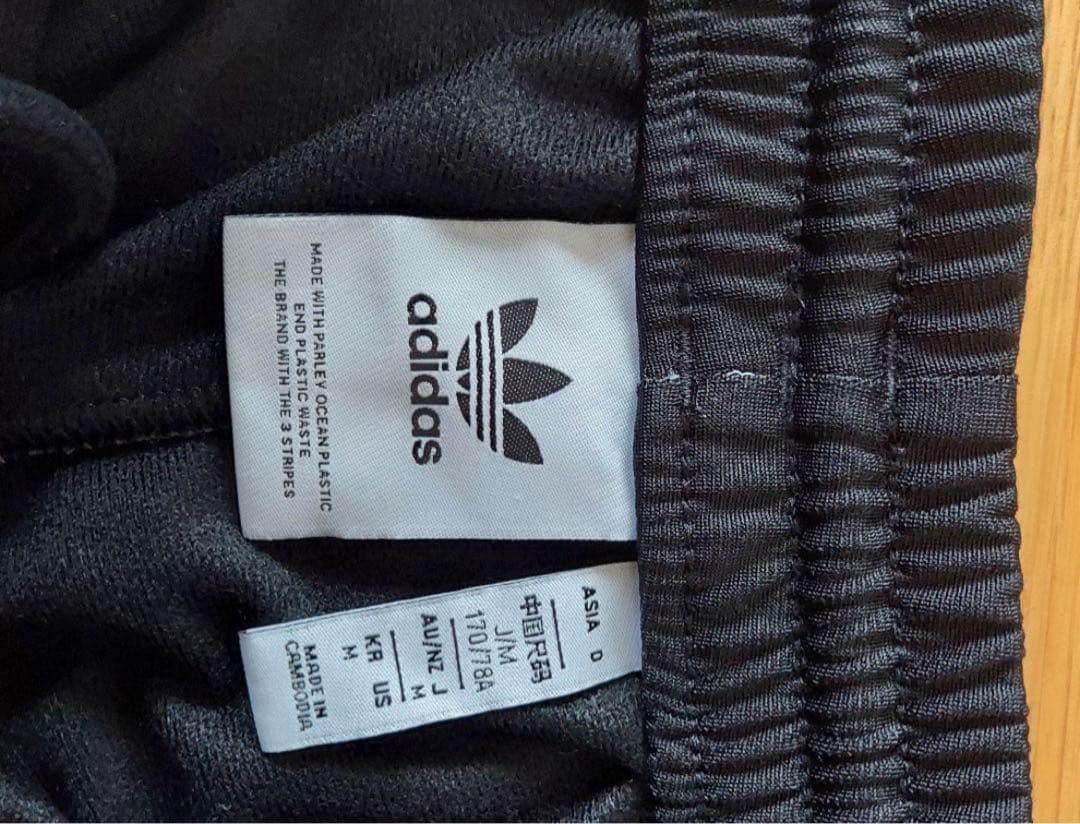 adidas
MADE WITH PARLEY OCEAN PLASTIC
END PLASTIC WASTE
THE BRAND WITH THE 3 STRIPES
ASIA D
中国尺码
J/M
170/78A
AU/NZ J
M
KR US
M
MADE IN
CAMBODIA